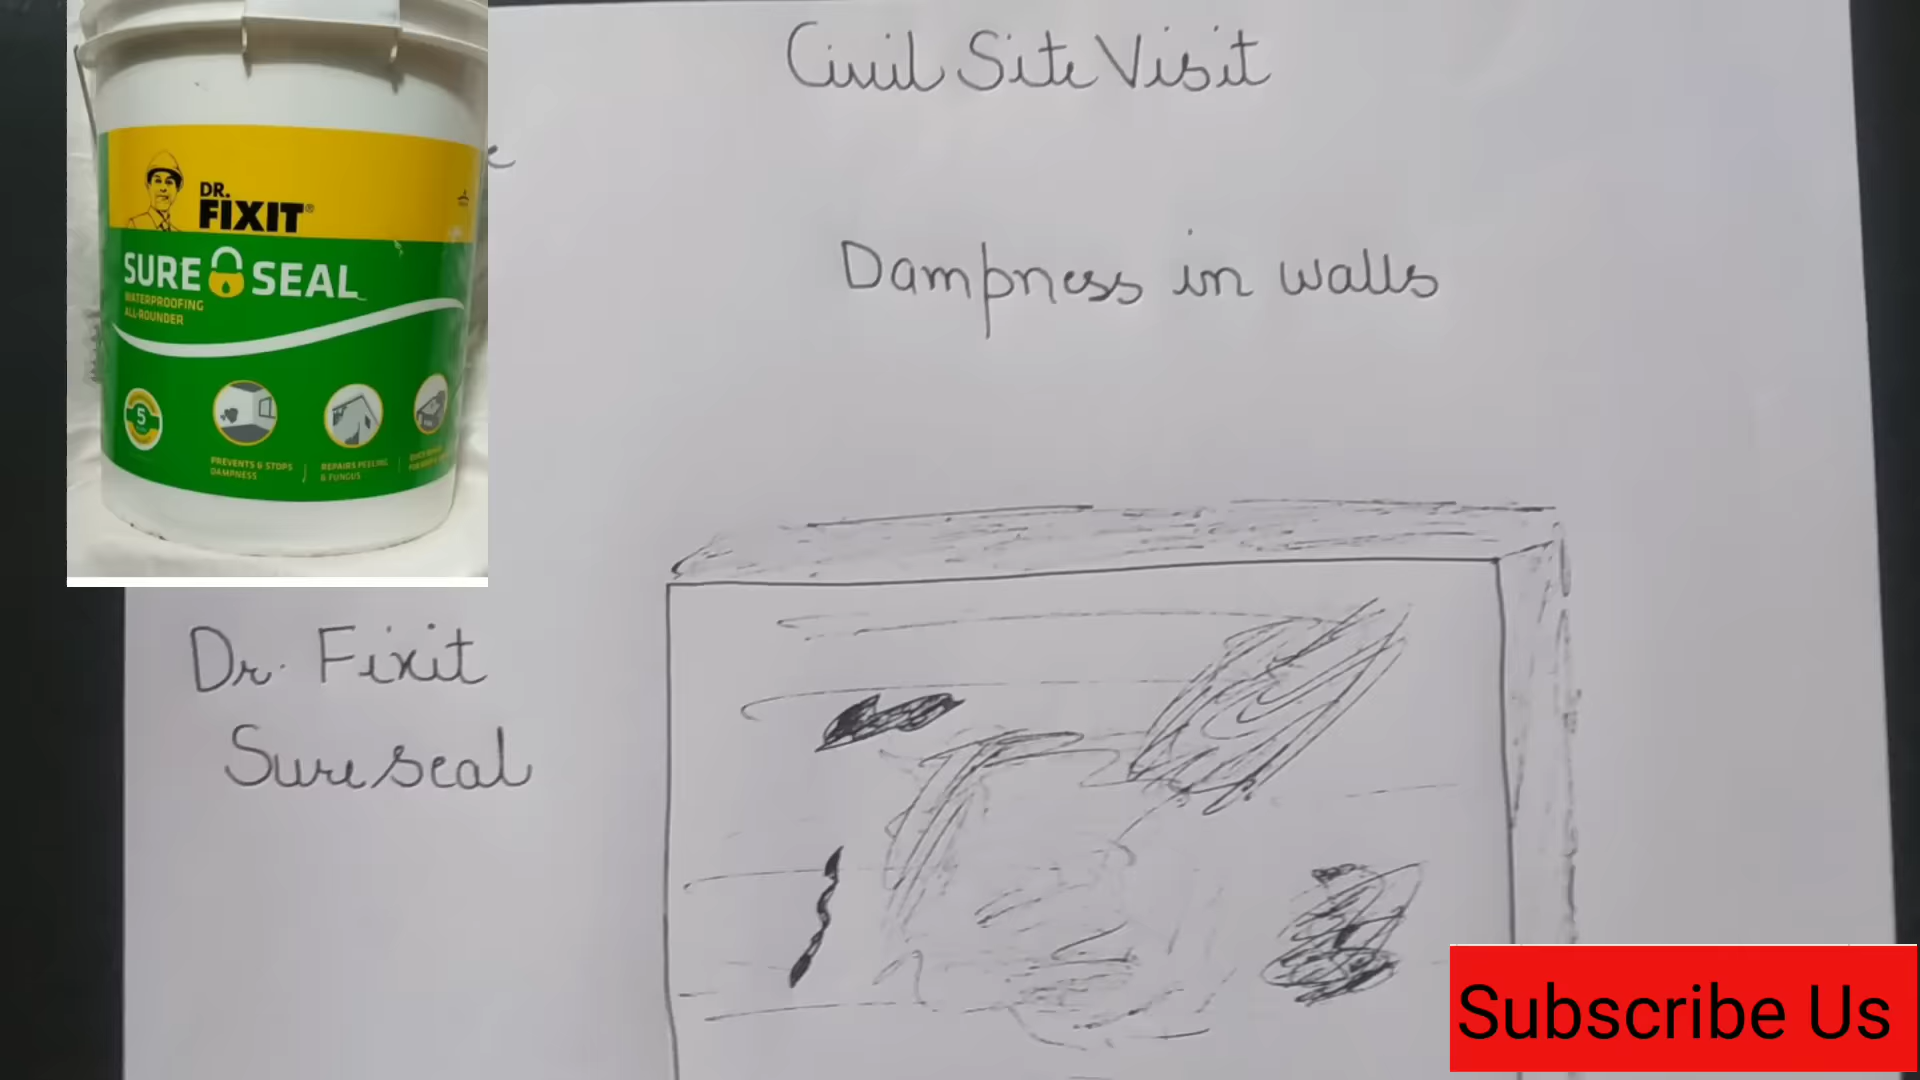 Civil Site Visit
DR.
FIXIT®
SURE SEAL
WATERPROOFING
ALL-ROUNDER
5
PREVENTS & STOPS
DAMPNESS
REPAIRS PEELING
& FUNGUS
Dampness in walls
Dr. Fixit
Sureseal
Subscribe Us